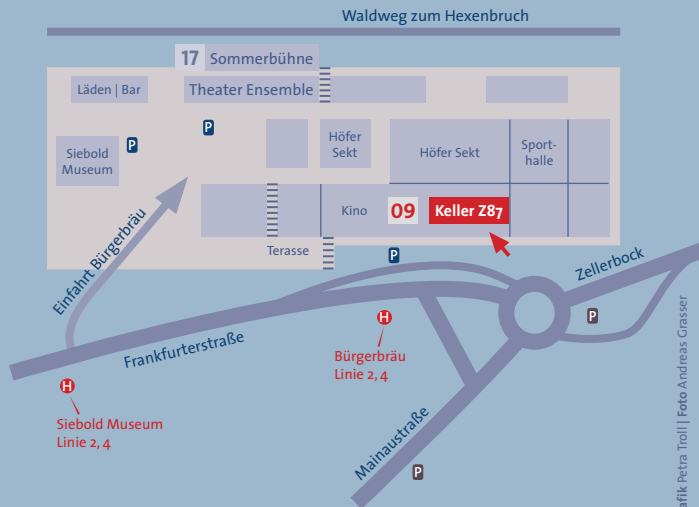 Waldweg zum Hexenbruch
17 Sommerbühne
Läden | Bar
Theater Ensemble
P
P
Siebold
Museum
Höfer
Sekt
Höfer Sekt
Sport-
halle
Kino
09
Keller Z87
Einfahrt Bürgerbräu
Terasse
P
Zellerbock
P
H
Frankfurterstraße
Bürgerbräu
Linie 2, 4
H
Siebold Museum
Linie 2, 4
Mainaustraße
P
afik Petra Troll | Foto Andreas Grasser